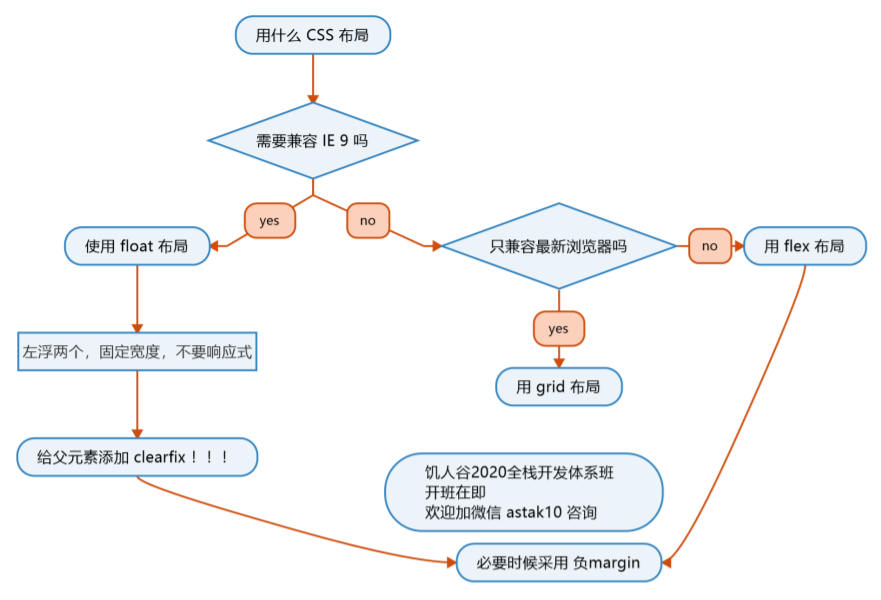 用什么 CSS 布局
需要兼容 IE 9 吗
yes
no
使用 float 布局
只兼容最新浏览器吗
no
用 flex 布局
yes
左浮两个，固定宽度，不要响应式
用 grid 布局
给父元素添加 clearfix！！！
饥人谷2020全栈开发体系班
开班在即
欢迎加微信 astak10 咨询
必要时候采用 负margin